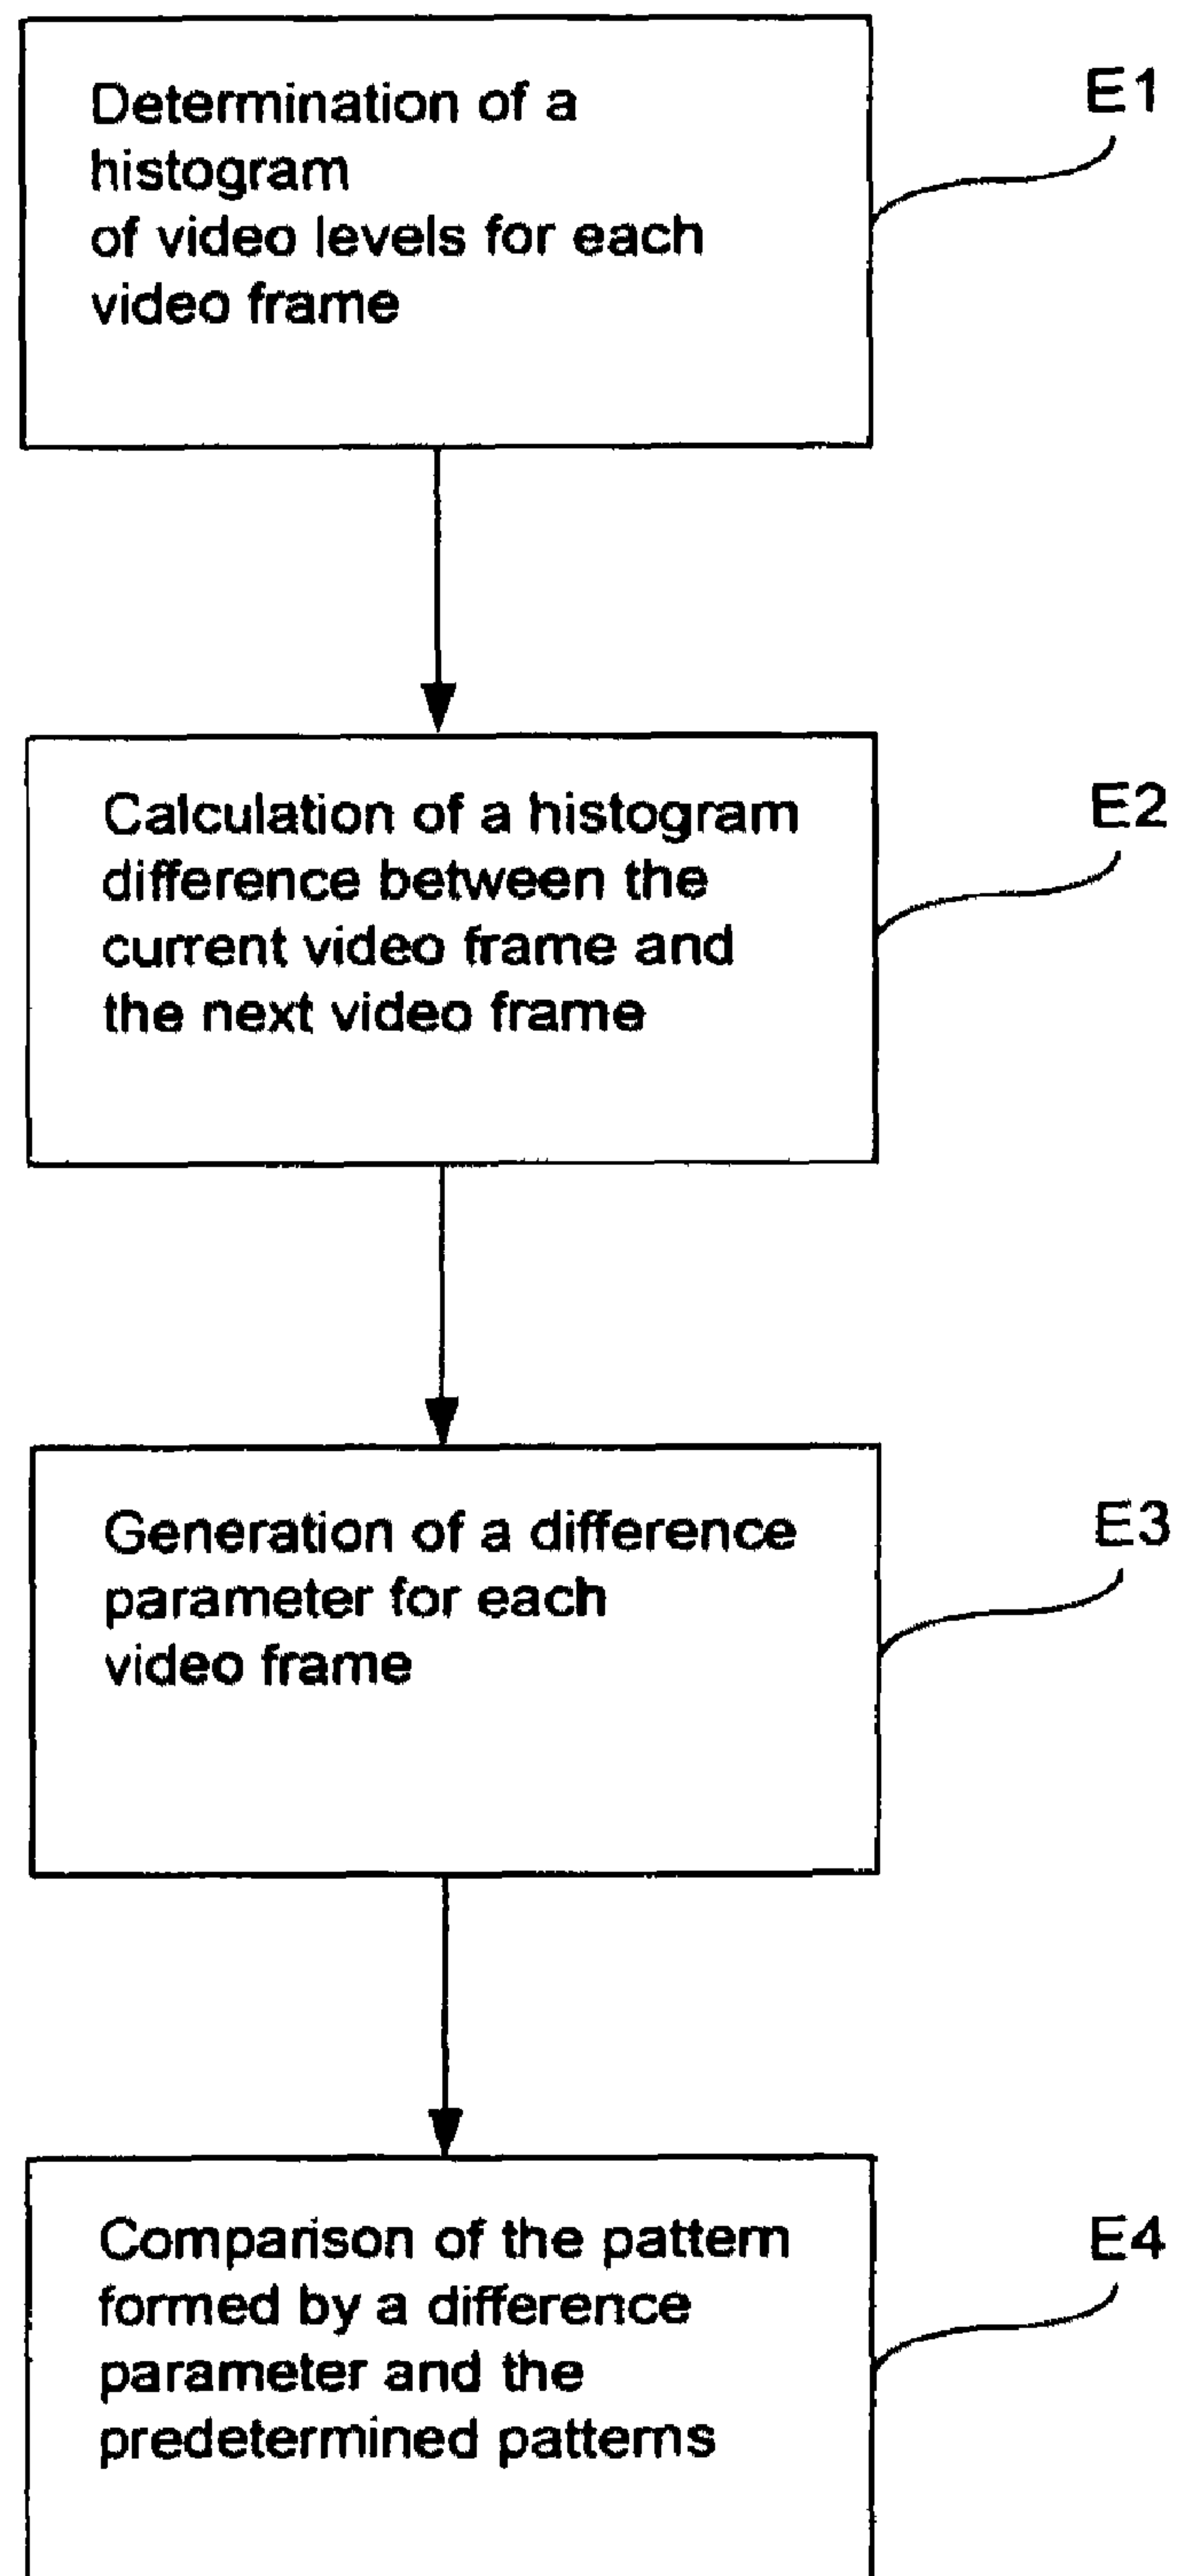 Determination of a
histogram
of video levels for each
video frame
E1
Calculation of a histogram
difference between the
current video frame and
the next video frame
E2
Generation of a difference
parameter for each
video frame
E3
Comparison of the pattern
formed by a difference
parameter and the
predetermined patterns
E4